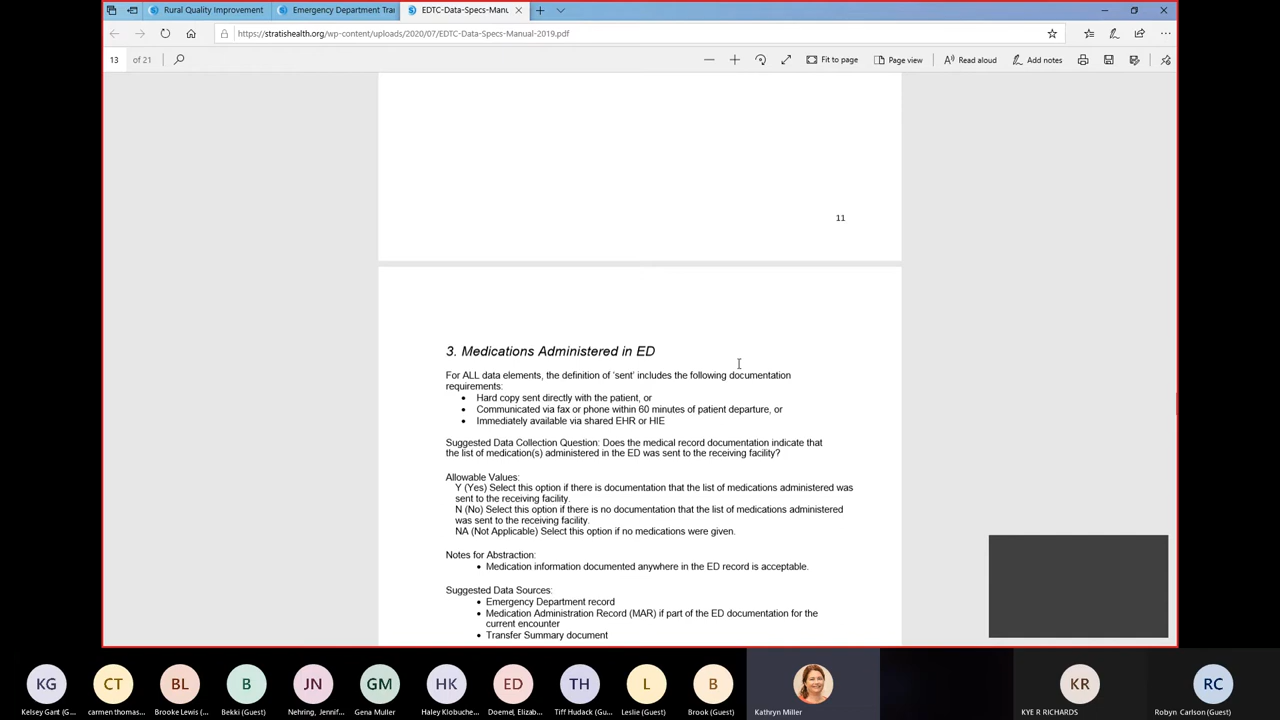 Rural Quality Improvement
Emergency Department Tra
EDTC-Data-Specs-Manu
https://stratishealth.org/wp-content/uploads/2020/07/EDTC-Data-Specs-Manual-2019.pdf
13 of 21
Fit to page
Page view
Read aloud
Add notes
11
3. Medications Administered in ED
For ALL data elements, the definition of 'sent' includes the following documentation
requirements:
• Hard copy sent directly with the patient, or
• Communicated via fax or phone within 60 minutes of patient departure, or
• Immediately available via shared EHR or HIE
Suggested Data Collection Question: Does the medical record documentation indicate that
the list of medication(s) administered in the ED was sent to the receiving facility?
Allowable Values:
Y (Yes) Select this option if there is documentation that the list of medications administered was
sent to the receiving facility.
N (No) Select this option if there is no documentation that the list of medications administered
was sent to the receiving facility.
NA (Not Applicable) Select this option if no medications were given.
Notes for Abstraction:
• Medication information documented anywhere in the ED record is acceptable.
Suggested Data Sources:
• Emergency Department record
• Medication Administration Record (MAR) if part of the ED documentation for the
current encounter
• Transfer Summary document
KG
CT
BL
B
JN
GM
HK
ED
TH
L
B
KR
RC
Kelsey Gant (G...
carmen thomas...
Brooke Lewis (...
Bekki (Guest)
Nehring, Jennif...
Gena Muller
Haley Klobuche...
Doemel, Elizab...
Tiff Hudack (Gu...
Leslie (Guest)
Brook (Guest)
Kathryn Miller
KYE R RICHARDS
Robyn Carlson (Guest)